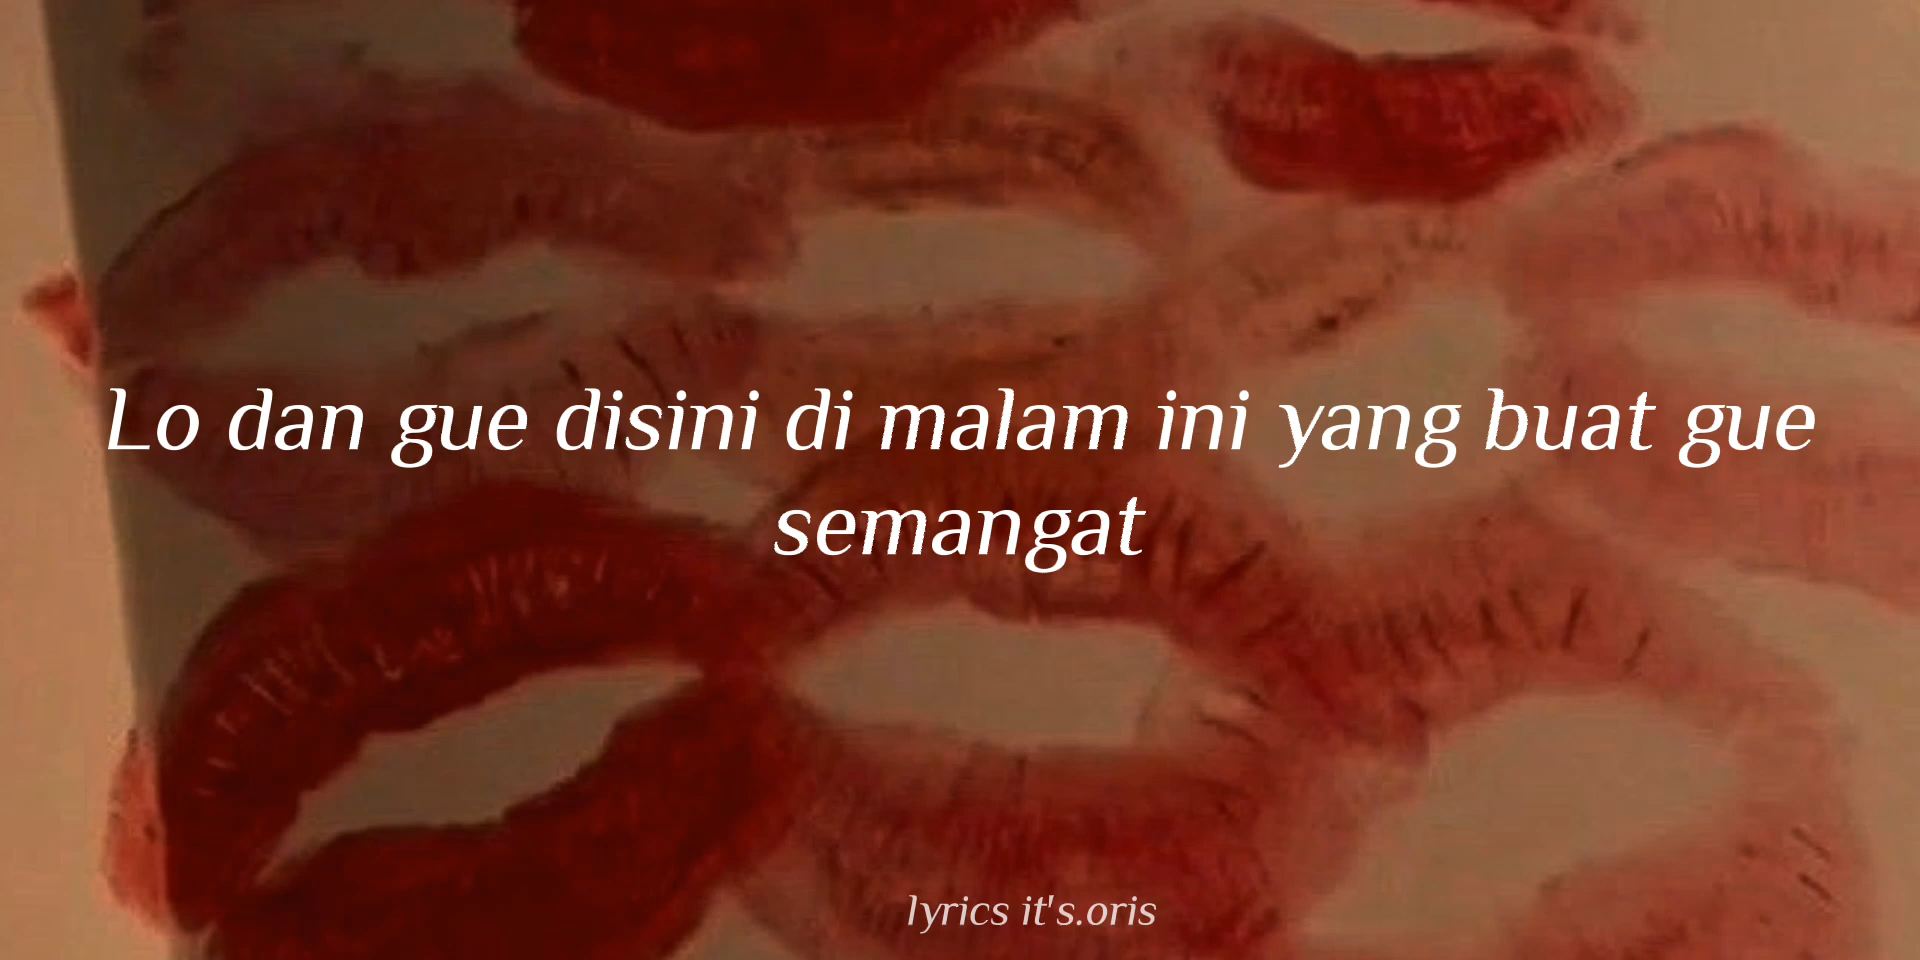 Lo dan gue disini di malam ini yang buat gue
semangat
lyrics it's.oris